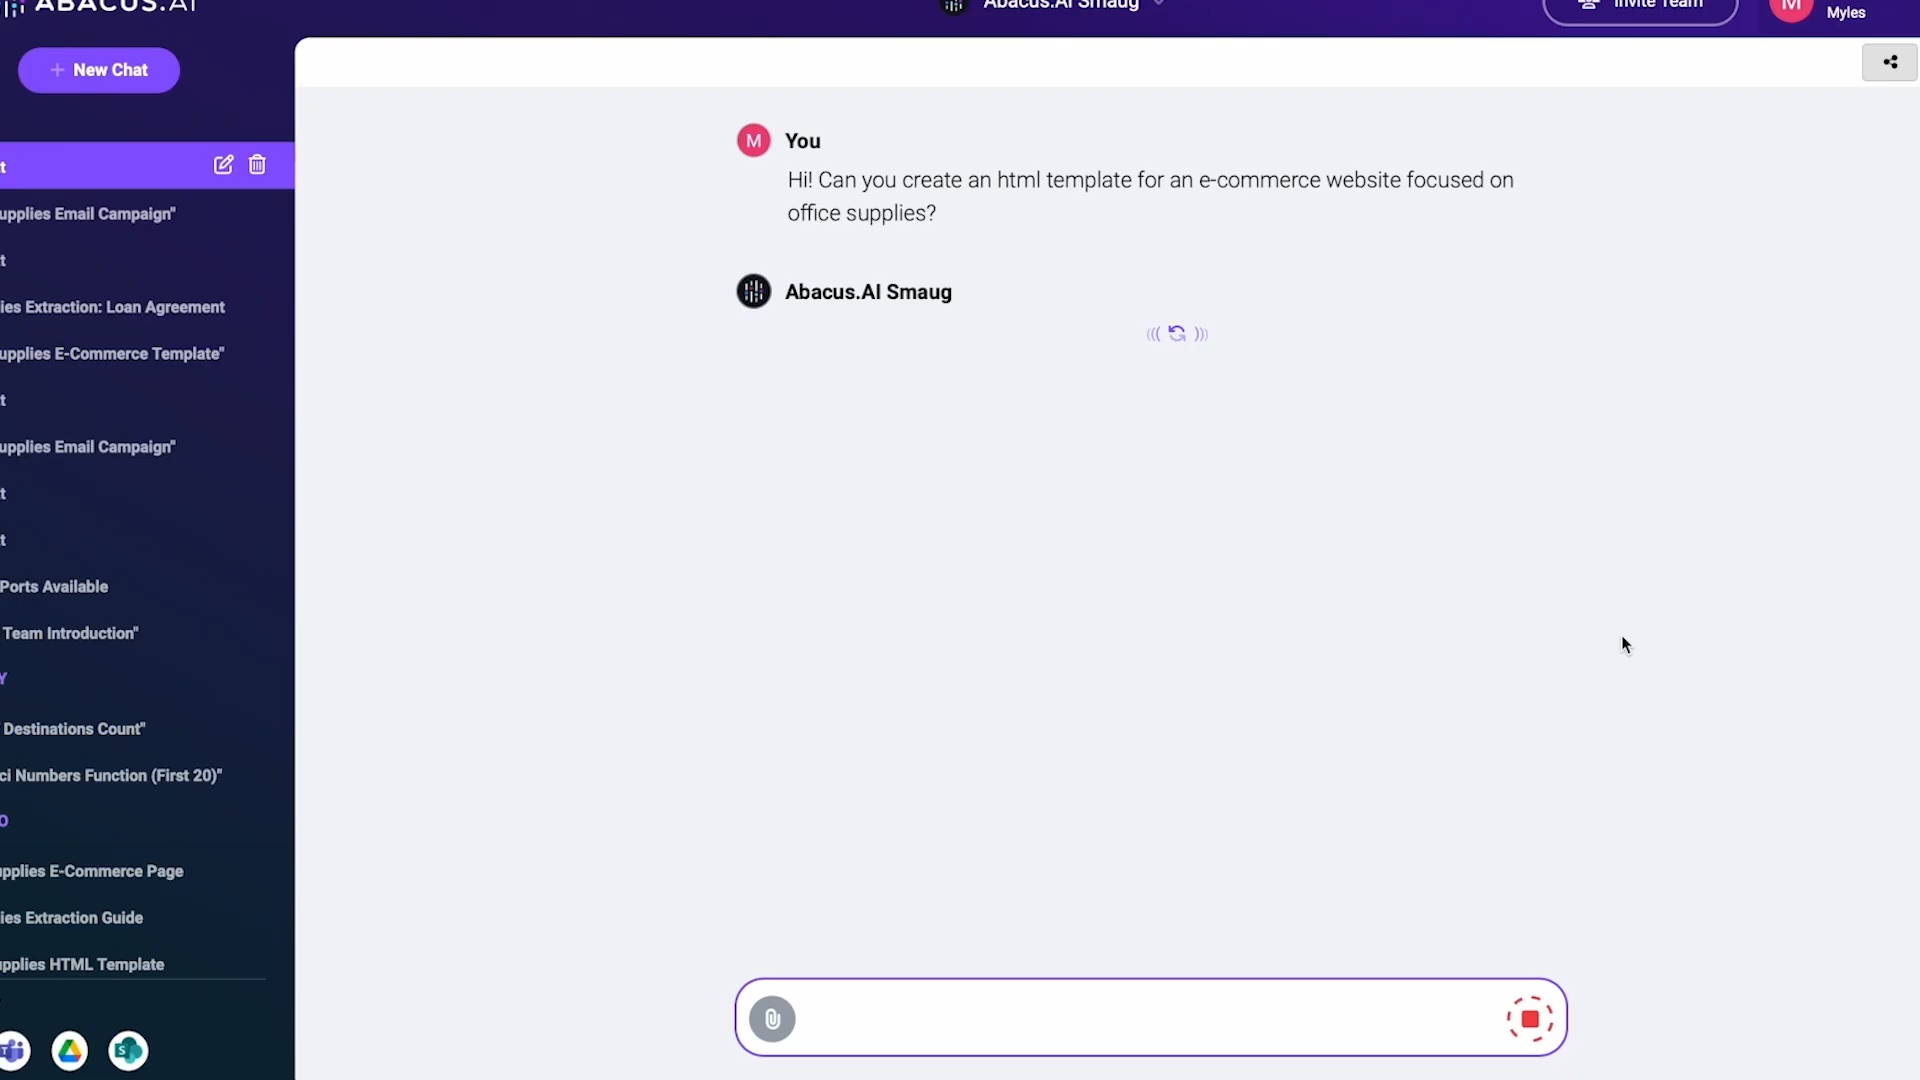 ABACUS.AI
Abacus.AI Smaug
Invite Team
M
Myles
+ New Chat
t
upplies Email Campaign"
t
ies Extraction: Loan Agreement
upplies E-Commerce Template"
t
upplies Email Campaign"
t
t
Ports Available
Team Introduction"
Y
Destinations Count"
ci Numbers Function (First 20)"
O
upplies E-Commerce Page
ies Extraction Guide
upplies HTML Template
M
You
Hi! Can you create an html template for an e-commerce website focused on
office supplies?
Abacus.AI Smaug